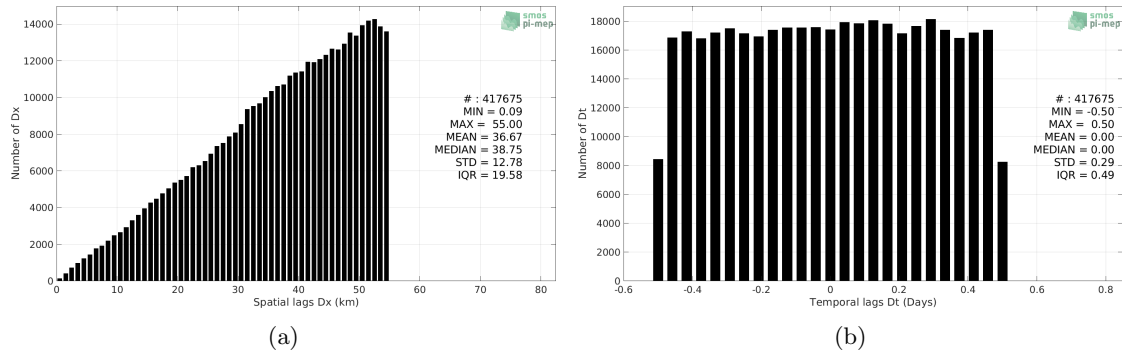 14000
12000
10000
8000
6000
4000
2000
0
Number of Dx
0 10 20 30 40 50 60 70 80
Spatial lags Dx (km)
smos
pi-mep
# : 417675
MIN = 0.09
MAX = 55.00
MEAN = 36.67
MEDIAN = 38.75
STD = 12.78
IQR = 19.58
(a)
18000
16000
14000
12000
10000
8000
6000
4000
2000
0
Number of Dt
-0.6 -0.4 -0.2 0 0.2 0.4 0.6 0.8
Temporal lags Dt (Days)
smos
pi-mep
# : 417675
MIN = -0.50
MAX = 0.50
MEAN = 0.00
MEDIAN = 0.00
STD = 0.29
IQR = 0.49
(b)